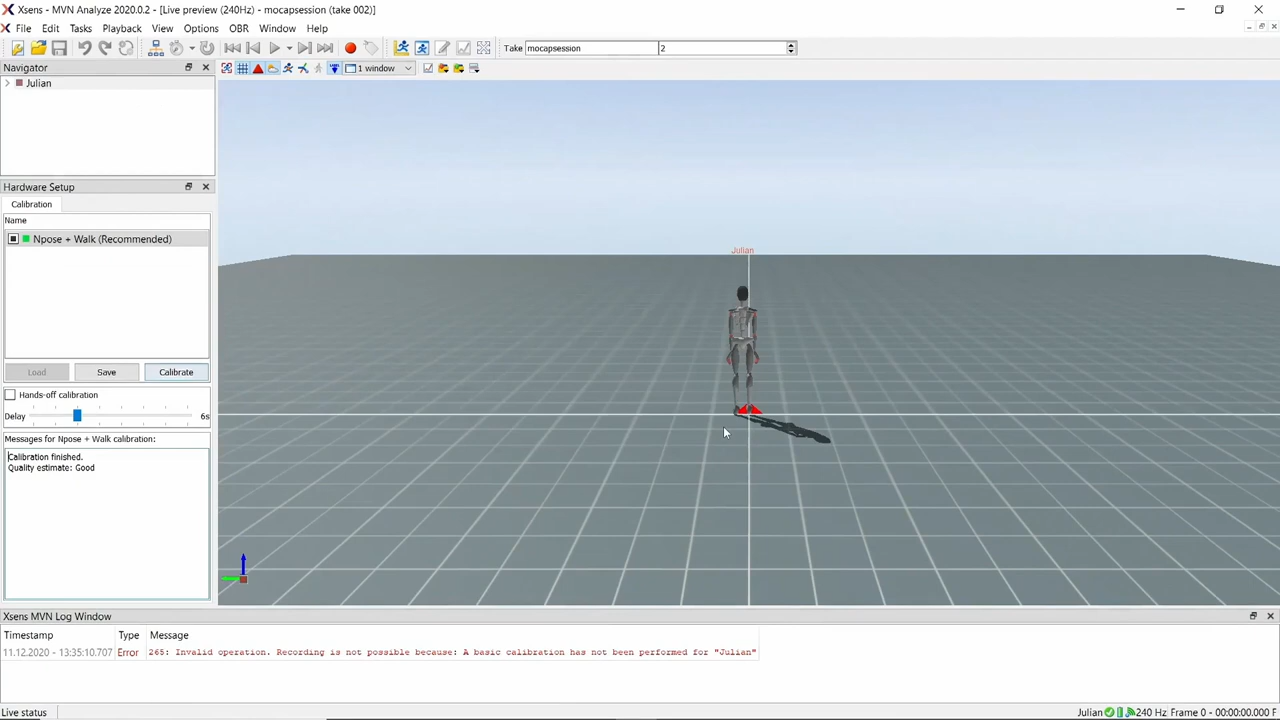 Xsens - MVN Analyze 2020.0.2 - [Live preview (240Hz) - mocapsession (take 002)]
File Edit Tasks Playback View Options OBR Window Help
Take mocapsession 2
Navigator
1 window
Julian
Hardware Setup
Calibration
Name
Npose + Walk (Recommended)
Julian
Load Save Calibrate
Hands-off calibration
Delay 6s
Messages for Npose + Walk calibration:
Calibration finished.
Quality estimate: Good
Xsens MVN Log Window
Timestamp Type Message
11.12.2020 - 13:35:10.707 Error 265: Invalid operation. Recording is not possible because: A basic calibration has not been performed for "Julian"
Live status Julian 240 Hz Frame 0 - 00:00:00.000 F